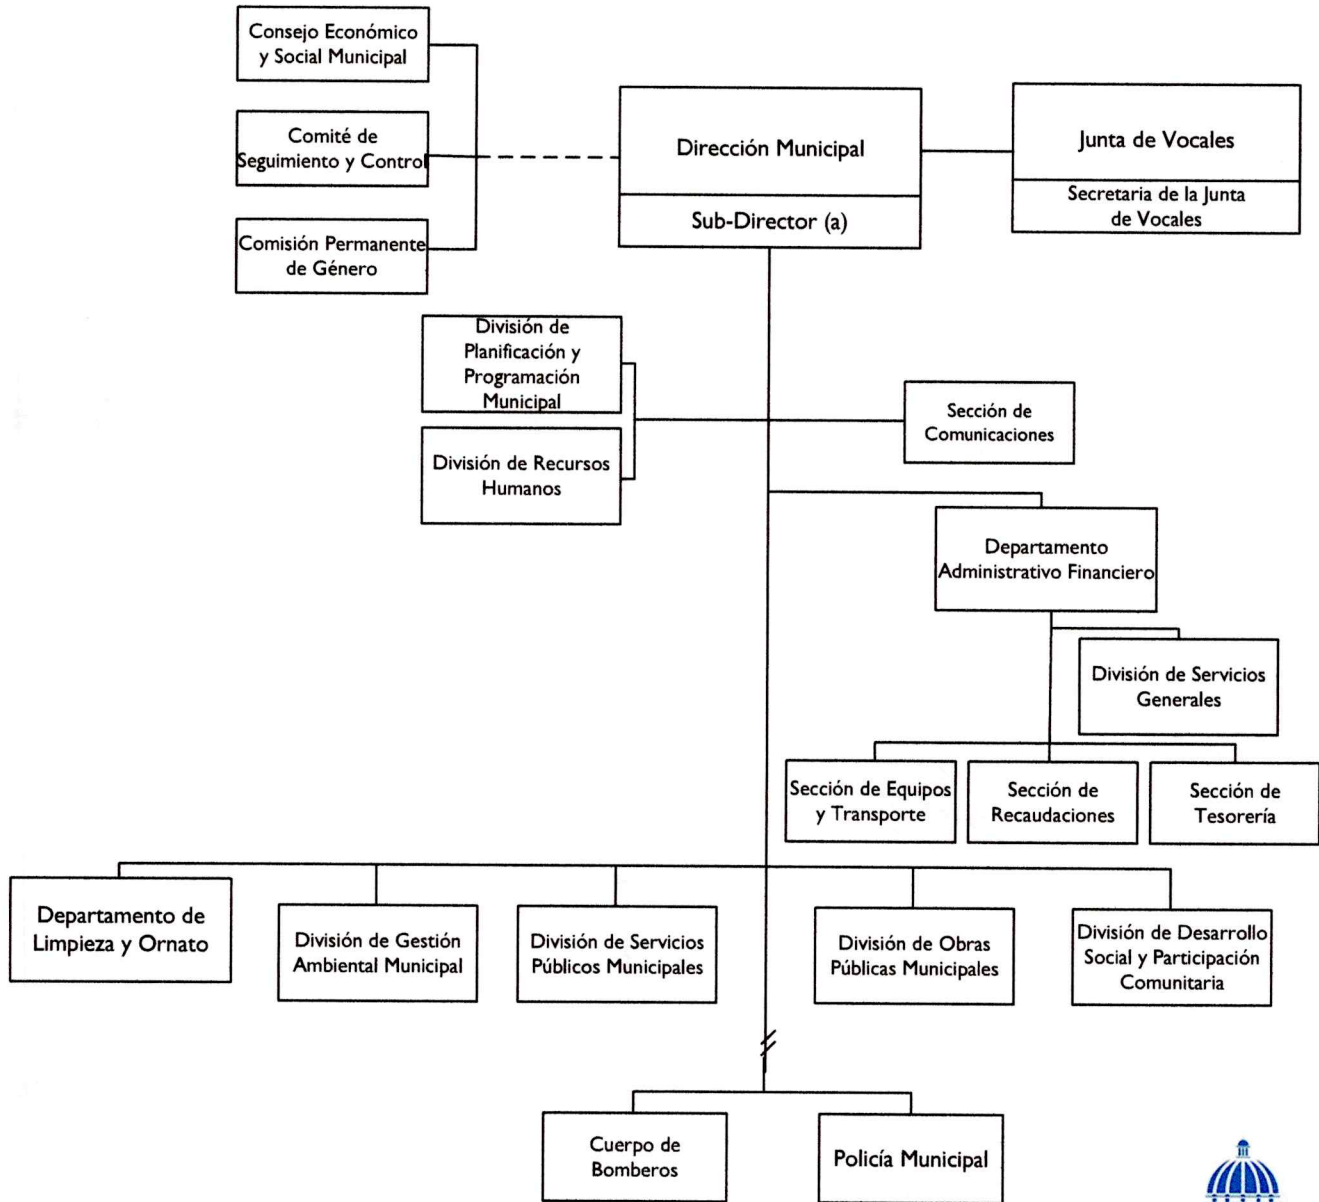 Consejo Económico
y Social Municipal
Comité de
Seguimiento y Control
Comisión Permanente
de Género
Dirección Municipal
Sub-Director (a)
Junta de Vocales
Secretaria de la Junta
de Vocales
División de
Planificación y
Programación
Municipal
División de Recursos
Humanos
Sección de
Comunicaciones
Departamento
Administrativo Financiero
División de Servicios
Generales
Sección de Equipos
y Transporte
Sección de
Recaudaciones
Sección de
Tesorería
Departamento de
Limpieza y Ornato
División de Gestión
Ambiental Municipal
División de Servicios
Públicos Municipales
División de Obras
Públicas Municipales
División de Desarrollo
Social y Participación
Comunitaria
Cuerpo de
Bomberos
Policía Municipal